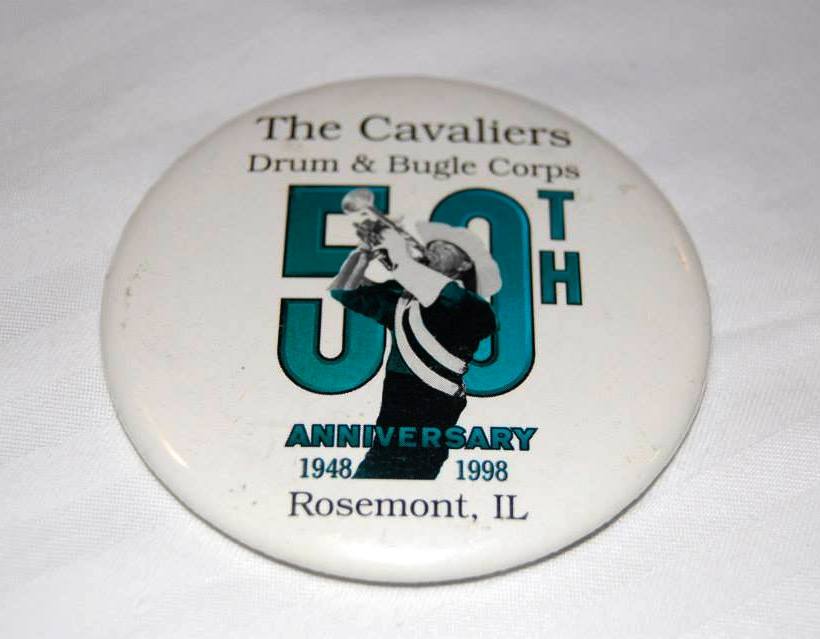 The Cavaliers
Drum & Bugle Corps
50TH
ANNIVERSARY
1948 1998
Rosemont, IL